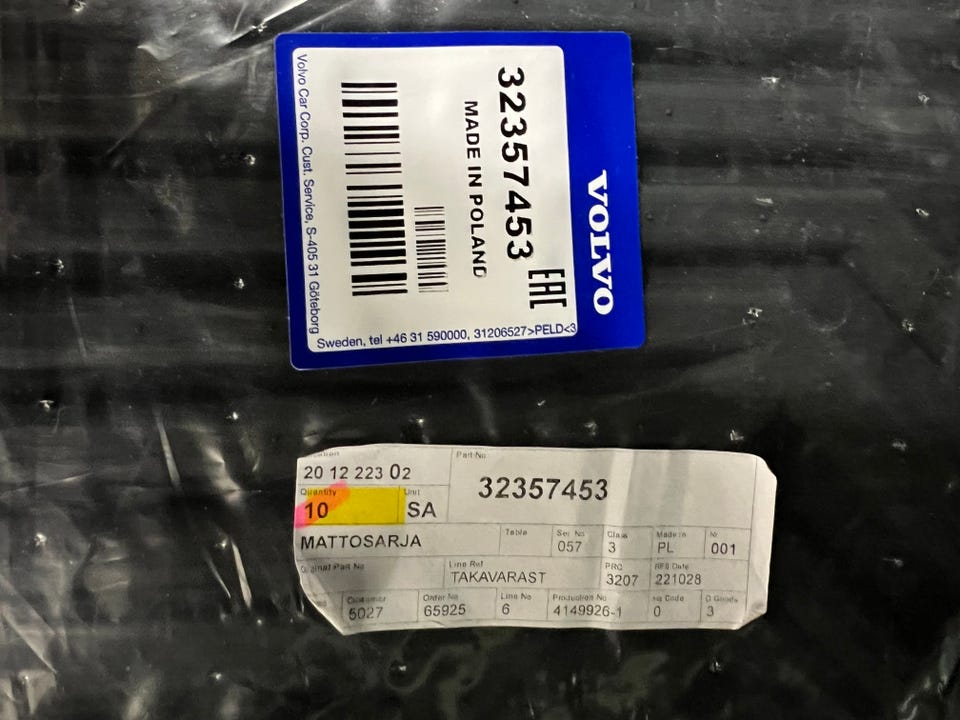 VOLVO
32357453
EAC
MADE IN POLAND
Volvo Car Corp. Cust. Service, S-405 31 Göteborg
Sweden, tel +46 31 590000, 31206527>PELD<3
Part No
20 12 223 02
32357453
Quantity Unit
10 SA
MATTOSARJA
Table Ser No Class Made in Nr
057 3 PL 001
Original Part No Line Ref PRG RFS Date
TAKAVARAST 3207 221028
Customer Order No Line No Production No Code D Goods
5027 65925 6 4149926-1 0 3